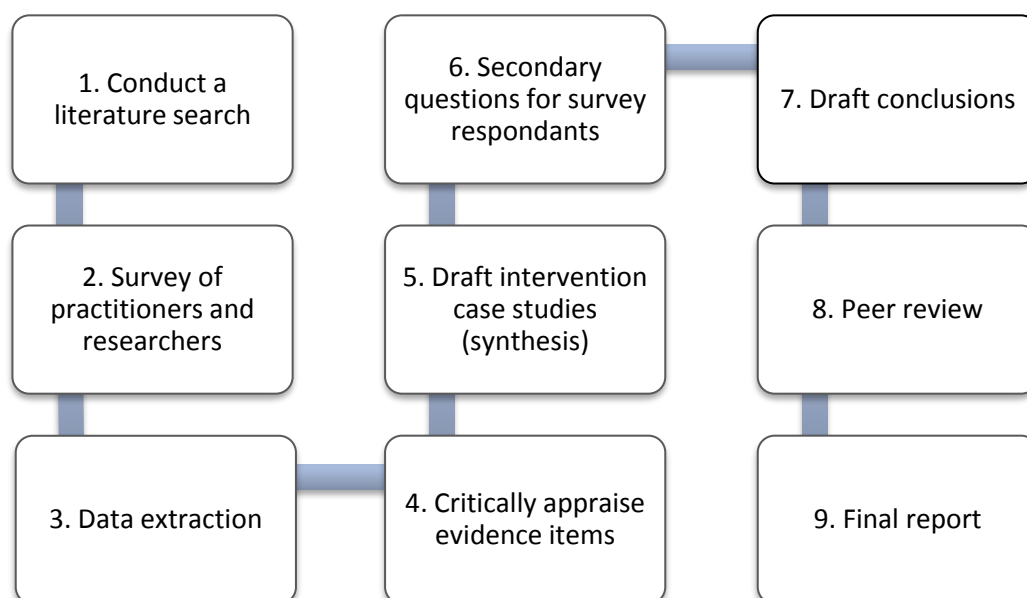 1. Conduct a
literature search
2. Survey of
practitioners and
researchers
3. Data extraction
4. Critically appraise
evidence items
5. Draft intervention
case studies
(synthesis)
6. Secondary
questions for survey
respondants
7. Draft conclusions
8. Peer review
9. Final report